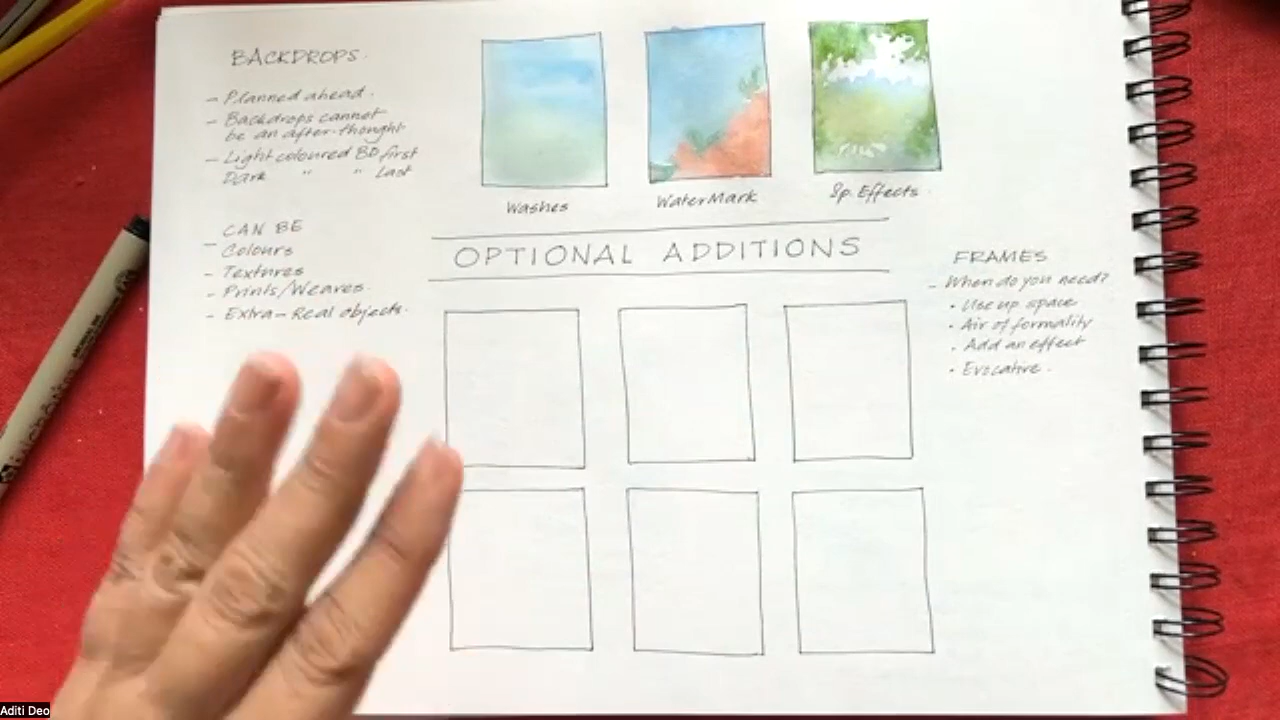 BACKDROPS.
- Planned ahead.
- Backdrops cannot
be an after-thought
- Light coloured BD first
Dark " " Last
CAN BE
- Colours
- Textures
- Prints/Weaves
- Extra - Real objects.
Washes
WaterMark
Sp. Effects
OPTIONAL ADDITIONS
FRAMES
- When do you need?
• Use up space
• Air of formality
• Add an effect
• Evocative.
Aditi Deo